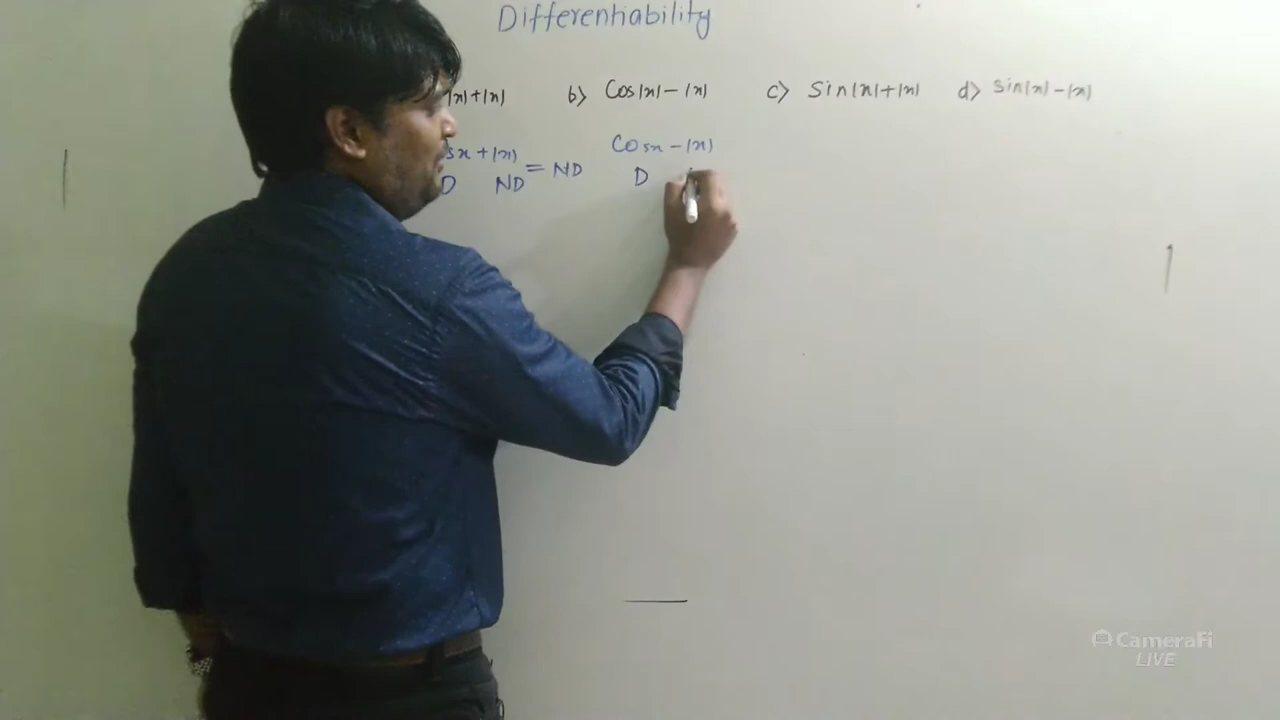 Differentiability
|x|+|x| b) Cos|x|-|x| c) Sin|x|+|x| d) Sin|x|-|x|
sx+|x| Cosx-|x|
D ND = ND D
CameraFi
LIVE